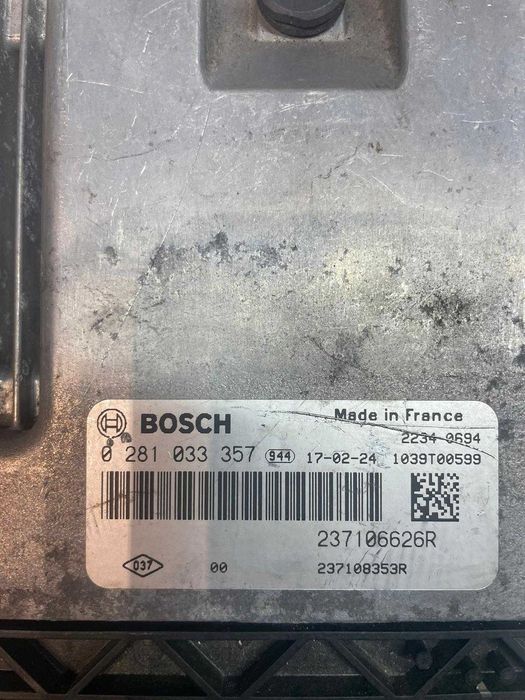 BOSCH Made in France
2234 0694
0 281 033 357 944 17-02-24 1039T00599
237106626R
037 00 237108353R